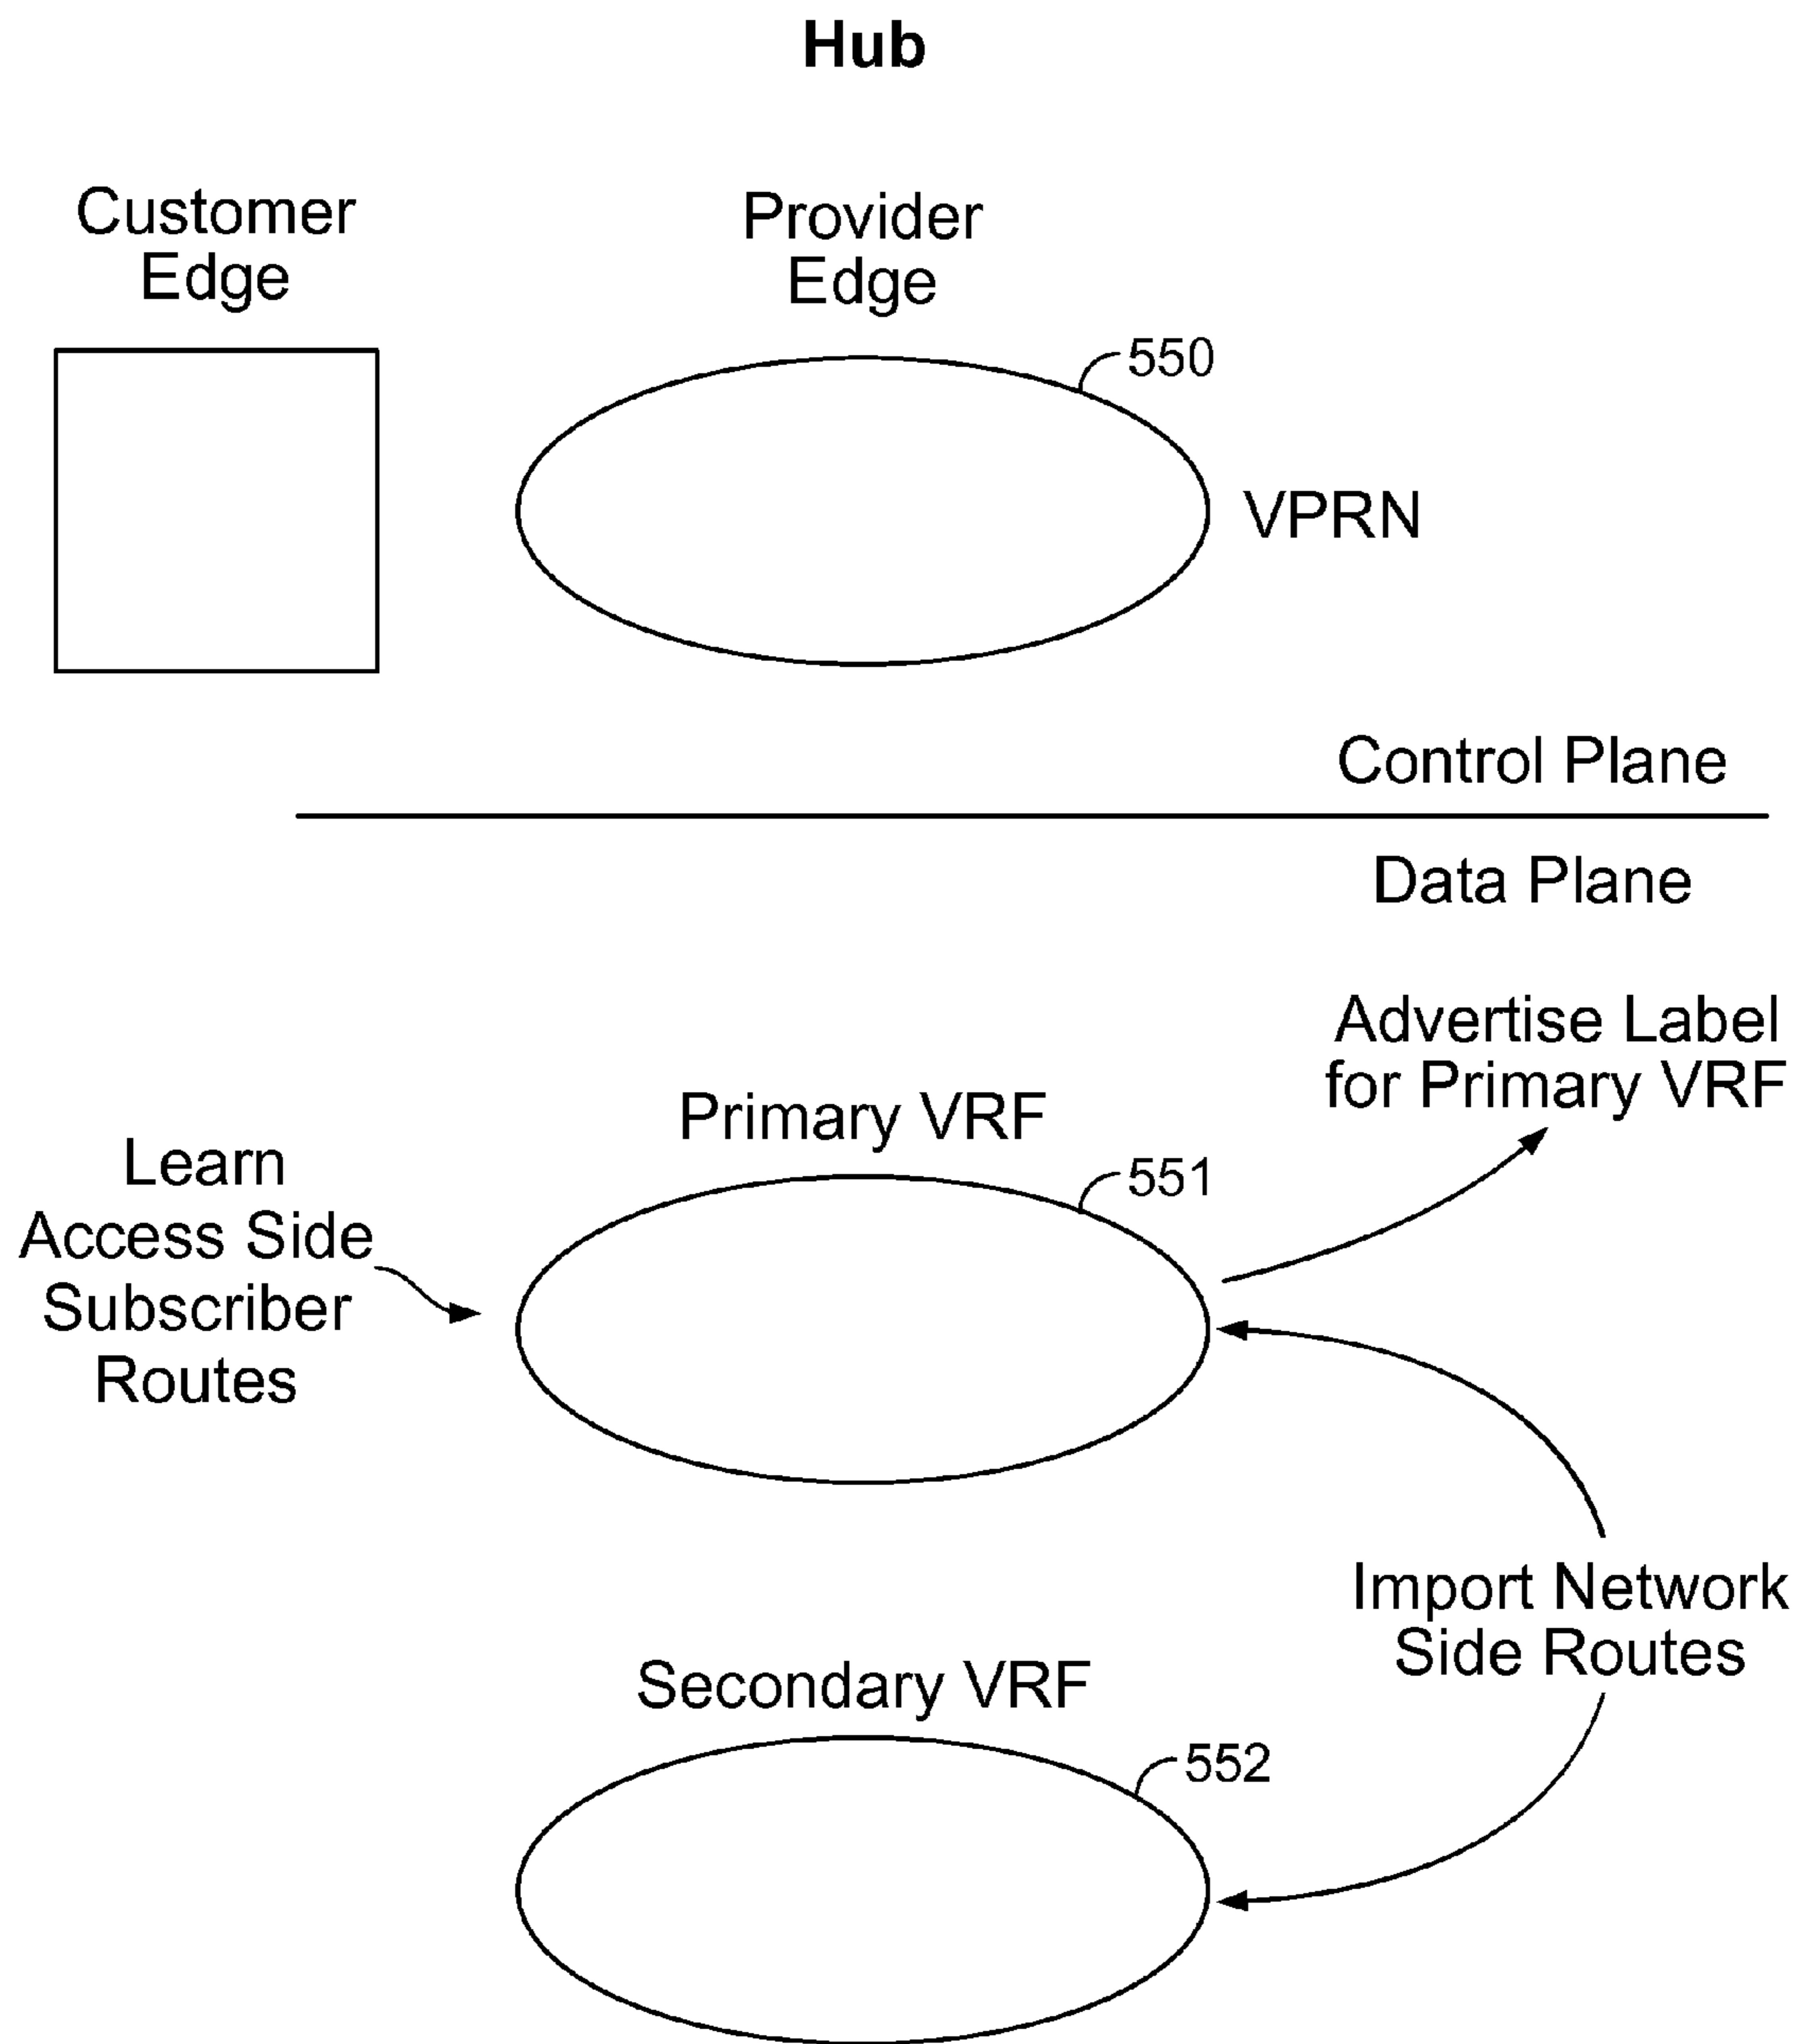 Hub
Customer
Edge
Provider
Edge
550
VPRN
Control Plane
Data Plane
Advertise Label
for Primary VRF
Primary VRF
551
Learn
Access Side
Subscriber
Routes
Import Network
Side Routes
Secondary VRF
552